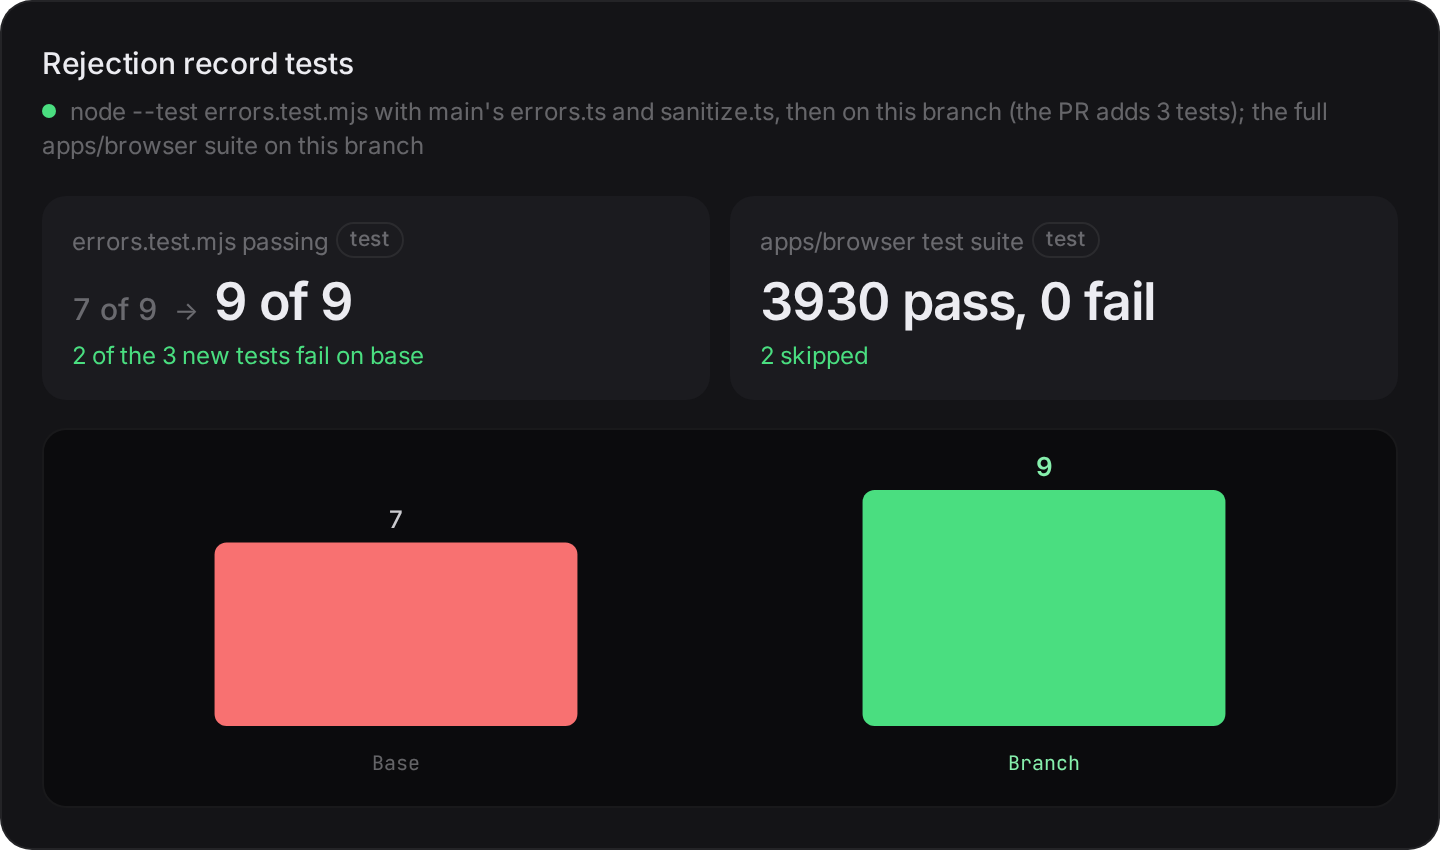 Rejection record tests
node --test errors.test.mjs with main's errors.ts and sanitize.ts, then on this branch (the PR adds 3 tests); the full
apps/browser suite on this branch
errors.test.mjs passing test
7 of 9 → 9 of 9
2 of the 3 new tests fail on base
apps/browser test suite test
3930 pass, 0 fail
2 skipped
7
9
Base
Branch